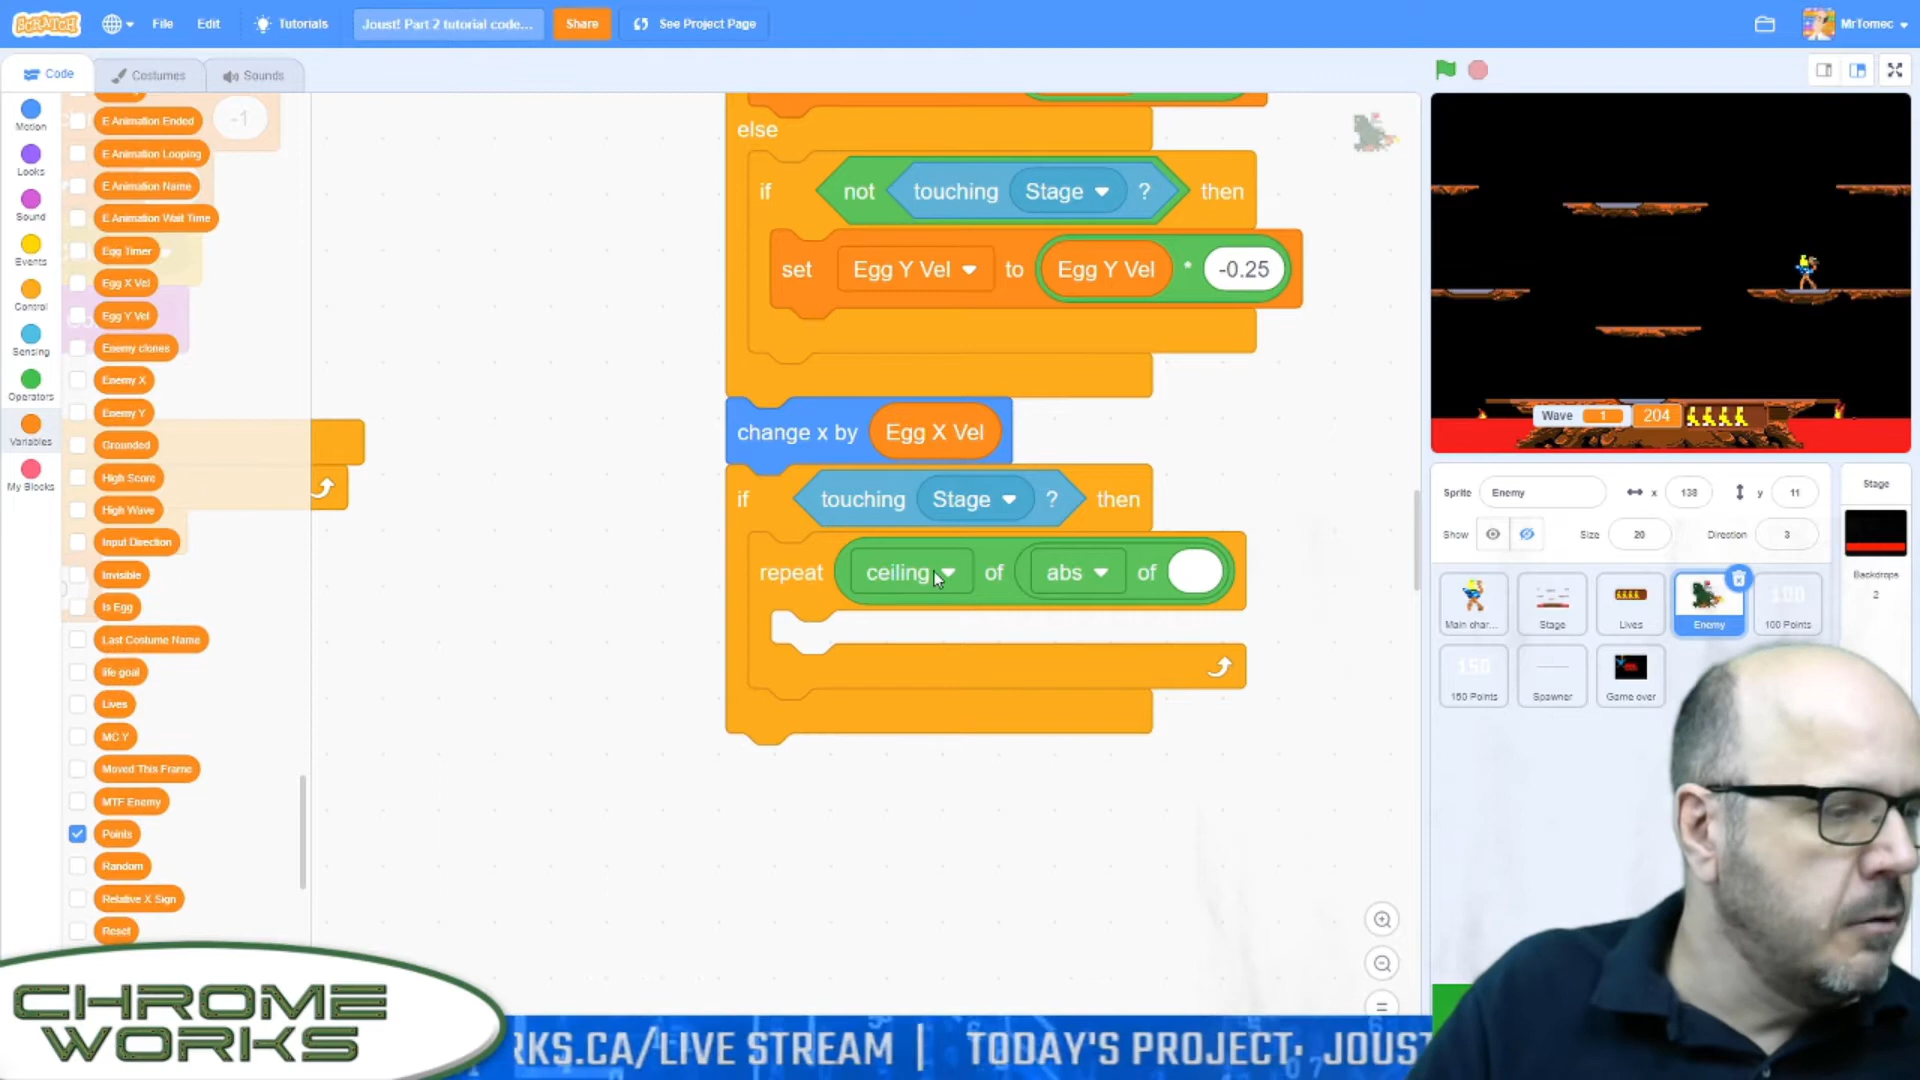 SCRATCH File Edit Tutorials Joust! Part 2 tutorial code... Share See Project Page MrTomec
Code Costumes Sounds
Motion
Looks
Sound
Events
Control
Sensing
Operators
Variables
My Blocks
-1
E Animation Ended
E Animation Looping
E Animation Name
E Animation Wait Time
Egg Timer
Egg X Vel
Egg Y Vel
Enemy clones
Enemy X
Enemy Y
Grounded
High Score
High Wave
Input Direction
Invisible
Is Egg
Last Costume Name
life goal
Lives
MC Y
Moved This Frame
MTF Enemy
Points
Random
Relative X Sign
Reset
else
if not touching Stage ? then
set Egg Y Vel to Egg Y Vel * -0.25
change x by Egg X Vel
if touching Stage ? then
repeat ceiling of abs of
Wave 1 204
Sprite Enemy x 138 y 11
Show Size 20 Direction 3
Stage
Backdrops
2
Main char... Stage Lives Enemy 100 Points
150 Points Spawner Game over
CHROME
WORKS
RKS.CA/LIVE STREAM | TODAY'S PROJECT: JOUST